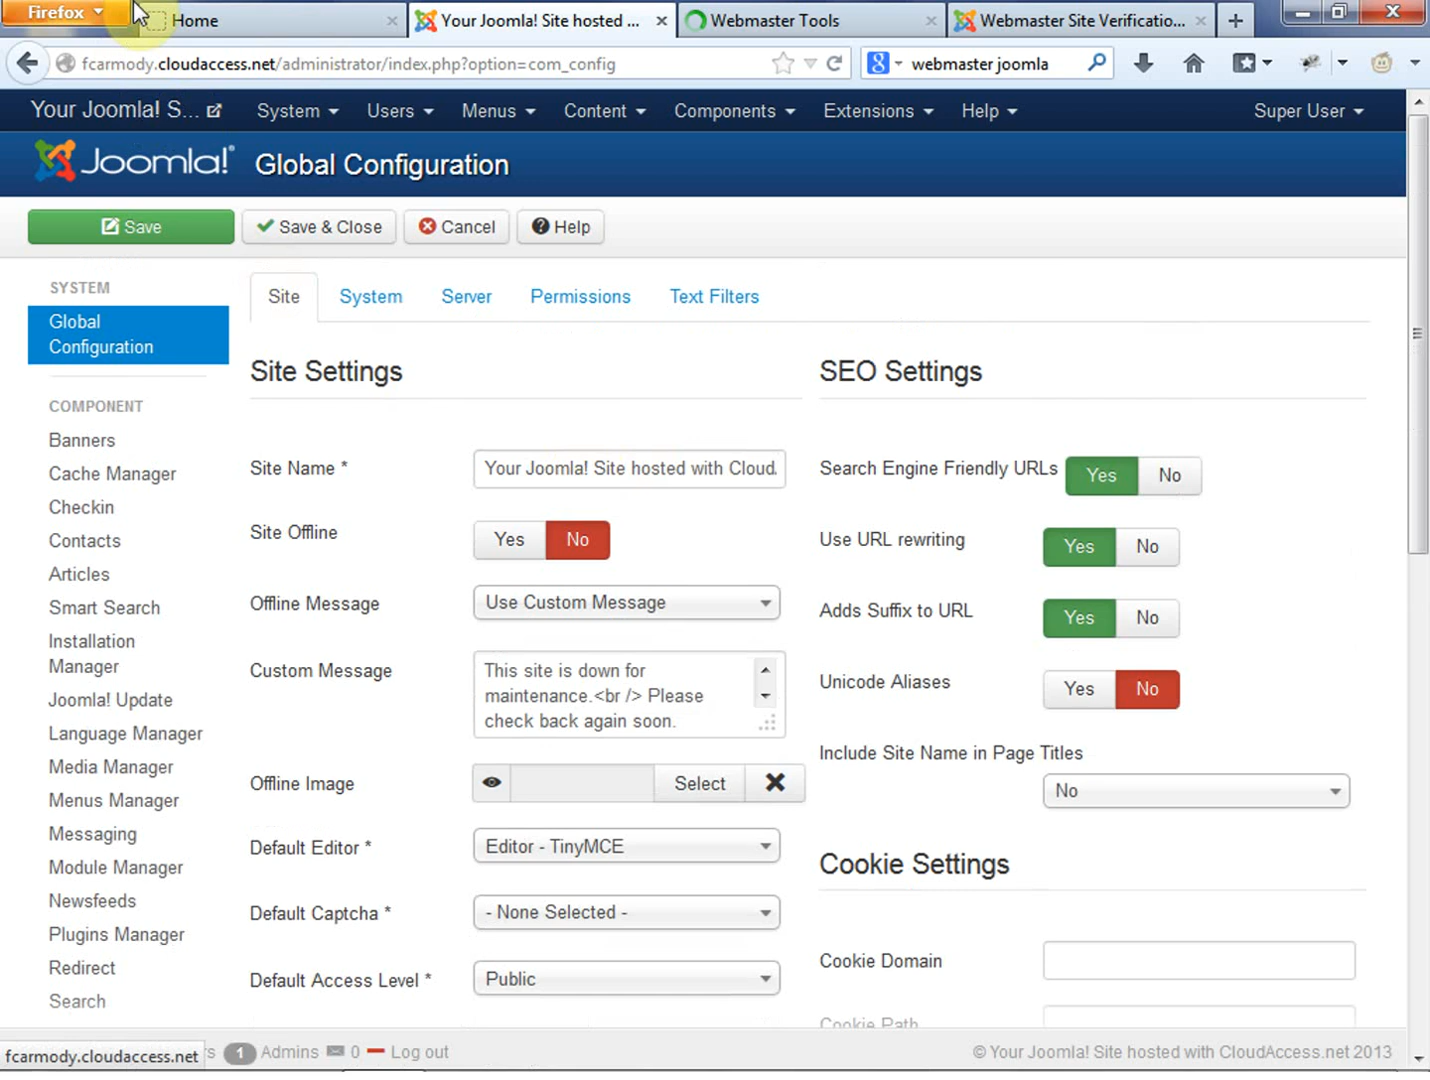 Firefox
Home
Your Joomla! Site hosted ...
Webmaster Tools
Webmaster Site Verificatio...
fcarmody.cloudaccess.net/administrator/index.php?option=com_config
webmaster joomla
Your Joomla! S...
System
Users
Menus
Content
Components
Extensions
Help
Super User
Joomla!
Global Configuration
Save
Save & Close
Cancel
Help
SYSTEM
Global
Configuration
COMPONENT
Banners
Cache Manager
Checkin
Contacts
Articles
Smart Search
Installation
Manager
Joomla! Update
Language Manager
Media Manager
Menus Manager
Messaging
Module Manager
Newsfeeds
Plugins Manager
Redirect
Search
Site
System
Server
Permissions
Text Filters
Site Settings
Site Name *
Your Joomla! Site hosted with Cloud
Site Offline
Yes
No
Offline Message
Use Custom Message
Custom Message
This site is down for
maintenance.<br /> Please
check back again soon.
Offline Image
Select
Default Editor *
Editor - TinyMCE
Default Captcha *
- None Selected -
Default Access Level *
Public
SEO Settings
Search Engine Friendly URLs
Yes
No
Use URL rewriting
Yes
No
Adds Suffix to URL
Yes
No
Unicode Aliases
Yes
No
Include Site Name in Page Titles
No
Cookie Settings
Cookie Domain
Cookie Path
fcarmody.cloudaccess.net
1 Admins
0
Log out
© Your Joomla! Site hosted with CloudAccess.net 2013